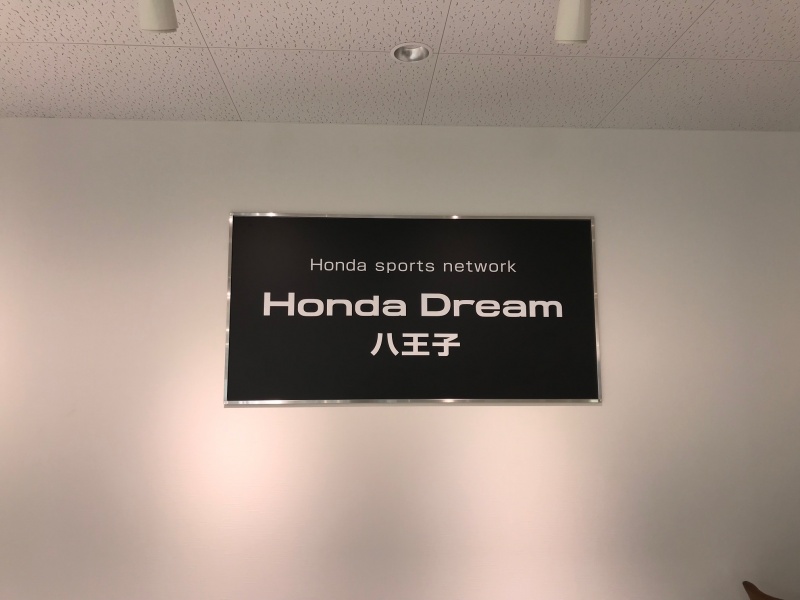 Honda sports network
Honda Dream
八王子